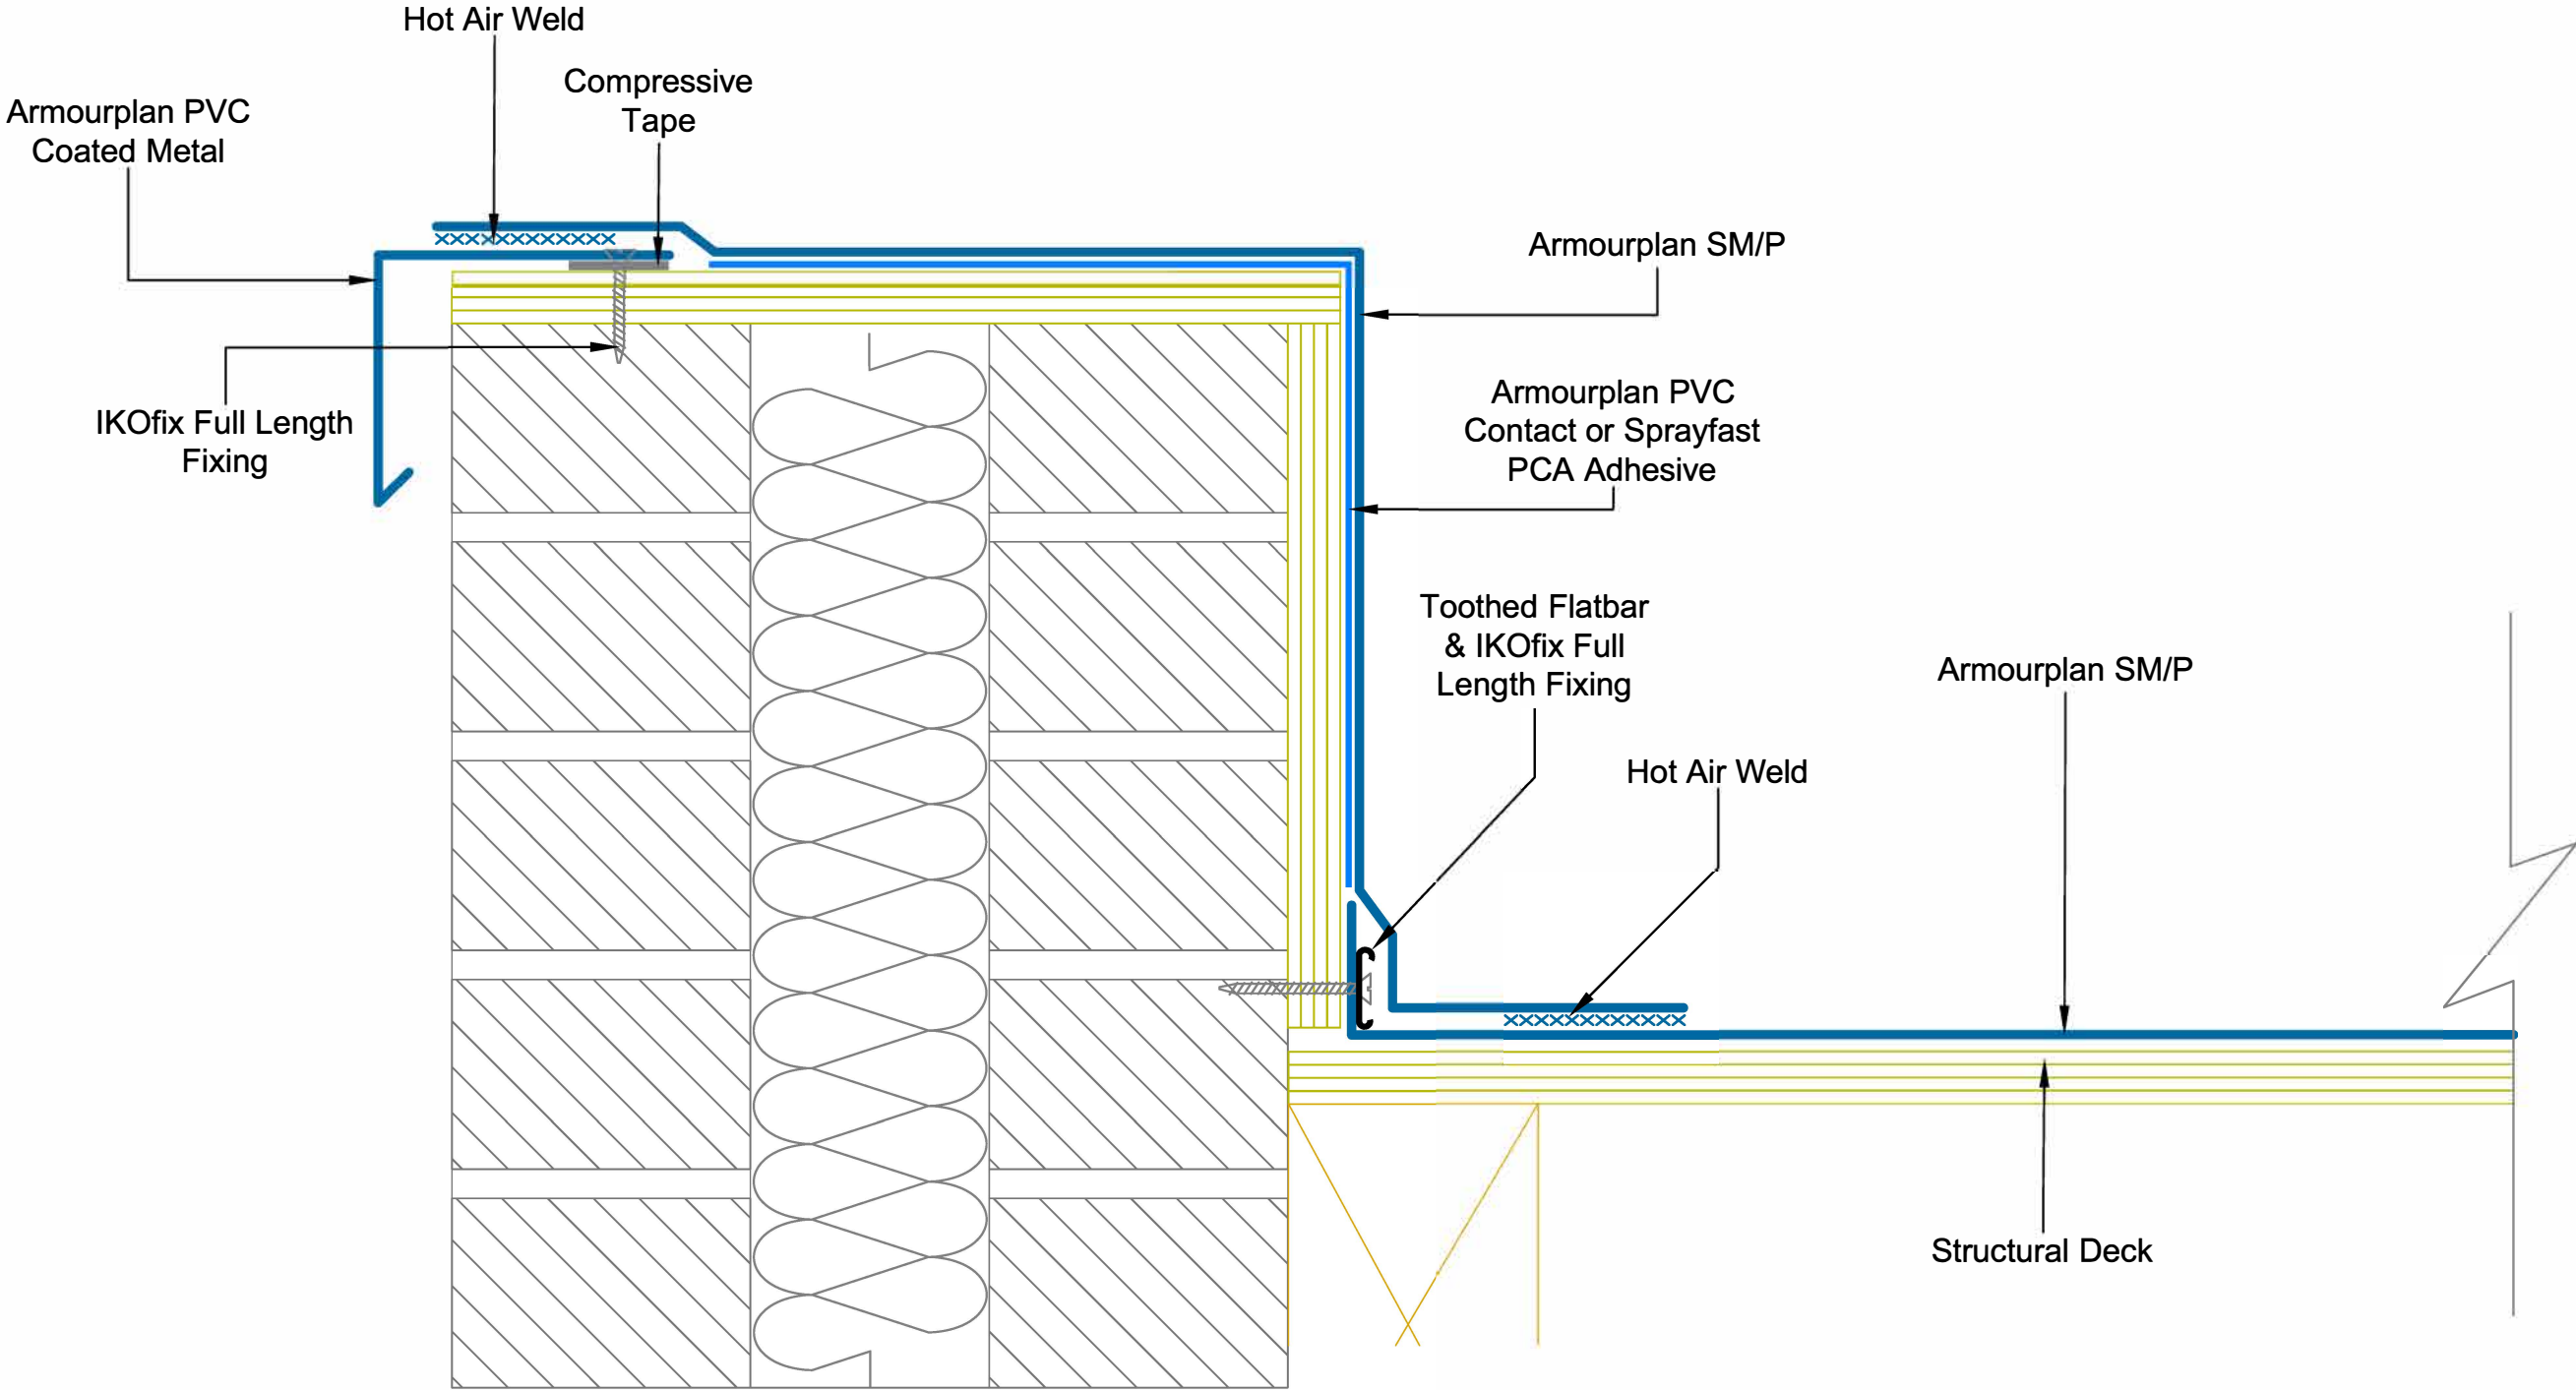 Hot Air Weld
Compressive
Tape
Armourplan PVC
Coated Metal
IKOfix Full Length
Fixing
Armourplan SM/P
Armourplan PVC
Contact or Sprayfast
PCA Adhesive
Toothed Flatbar
& IKOfix Full
Length Fixing
Armourplan SM/P
Hot Air Weld
Structural Deck